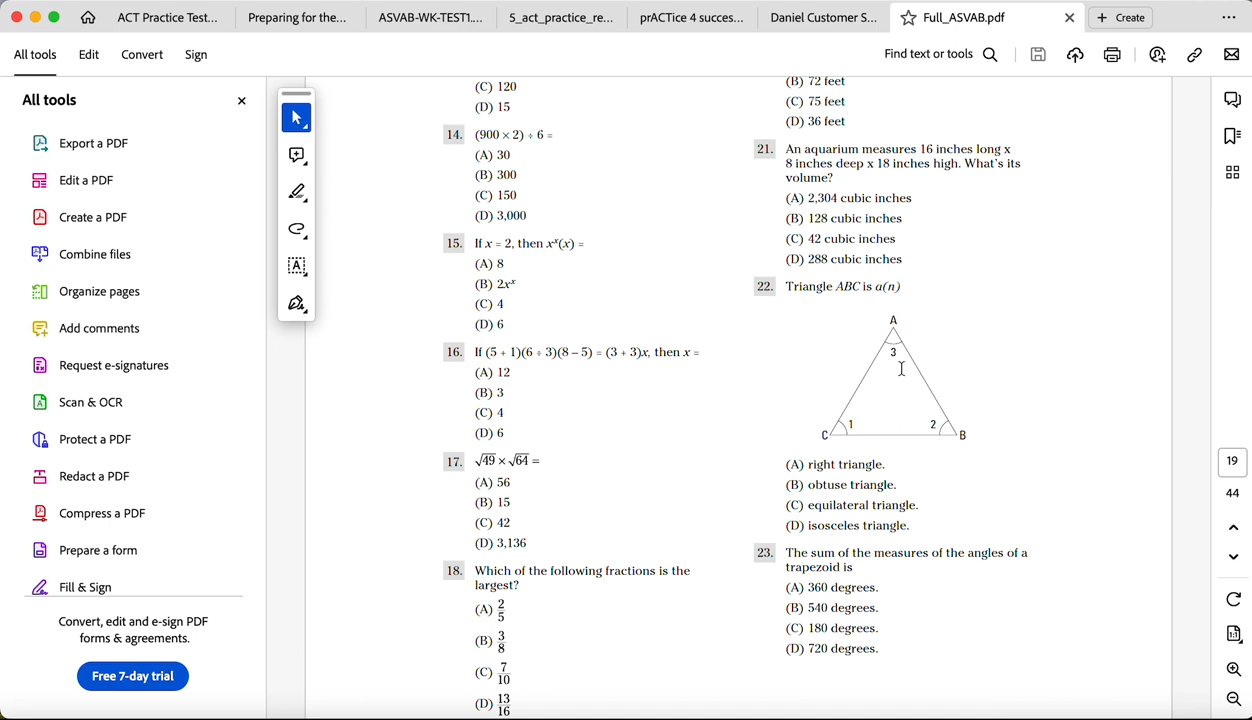 ACT Practice Test...
Preparing for the...
ASVAB-WK-TEST1....
5_act_practice_re...
prACTice 4 succes...
Daniel Customer S...
Full_ASVAB.pdf
Create
All tools
Edit
Convert
Sign
Find text or tools
All tools
Export a PDF
Edit a PDF
Create a PDF
Combine files
Organize pages
Add comments
Request e-signatures
Scan & OCR
Protect a PDF
Redact a PDF
Compress a PDF
Prepare a form
Fill & Sign
Convert, edit and e-sign PDF
forms & agreements.
Free 7-day trial
(C) 120
(D) 15
14. (900 × 2) ÷ 6 =
(A) 30
(B) 300
(C) 150
(D) 3,000
15. If x = 2, then xˣ(x) =
(A) 8
(B) 2xˣ
(C) 4
(D) 6
16. If (5 + 1)(6 ÷ 3)(8 – 5) = (3 + 3)x, then x =
(A) 12
(B) 3
(C) 4
(D) 6
17. √49 × √64 =
(A) 56
(B) 15
(C) 42
(D) 3,136
18. Which of the following fractions is the
largest?
(A) 2/5
(B) 3/8
(C) 7/10
(D) 13/16
(B) 72 feet
(C) 75 feet
(D) 36 feet
21. An aquarium measures 16 inches long x
8 inches deep x 18 inches high. What's its
volume?
(A) 2,304 cubic inches
(B) 128 cubic inches
(C) 42 cubic inches
(D) 288 cubic inches
22. Triangle ABC is a(n)
A
3
1
2
C
B
(A) right triangle.
(B) obtuse triangle.
(C) equilateral triangle.
(D) isosceles triangle.
23. The sum of the measures of the angles of a
trapezoid is
(A) 360 degrees.
(B) 540 degrees.
(C) 180 degrees.
(D) 720 degrees.
19
44
1:1